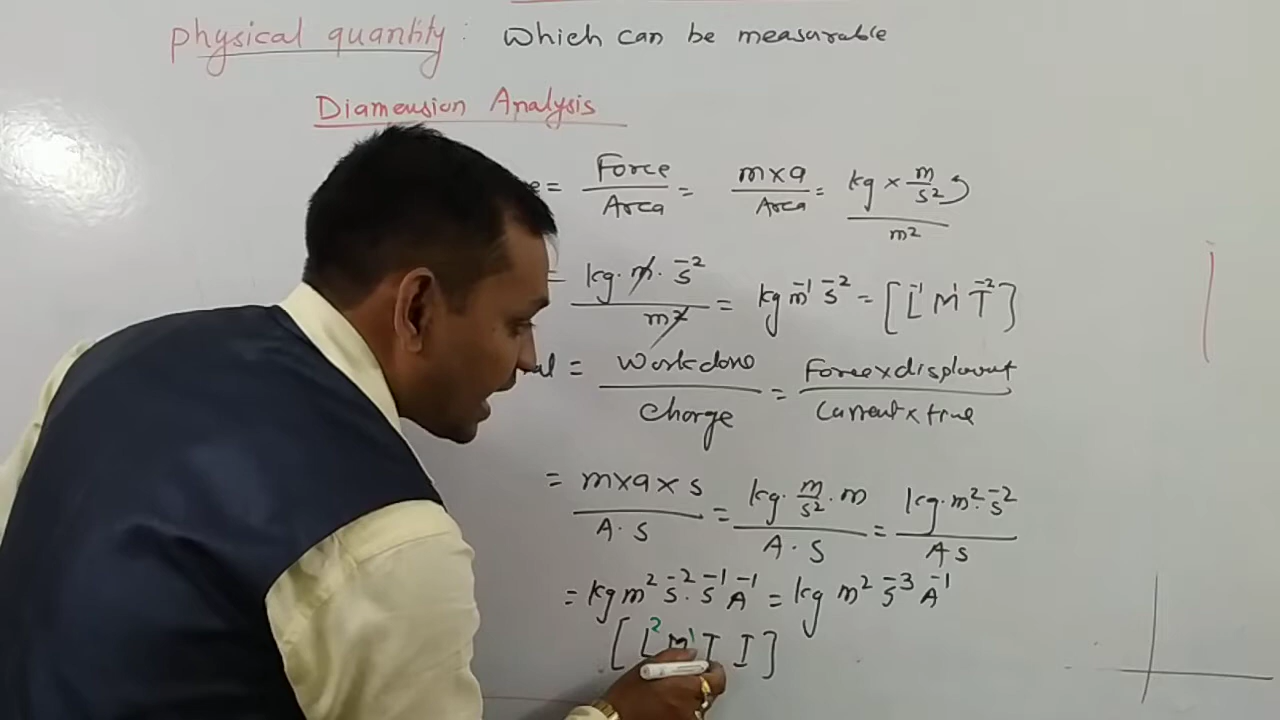 physical quantity : which can be measurable
Diamension Analysis
= Force/Area = m×a/Area = kg × m/s²/m²
= kg·m·s⁻²/m² = kg m⁻¹ s⁻² = [L⁻¹ M¹ T⁻²]
= Workdone/Charge = Force×/Current×
= m×a×s/A·s = kg·m/s²·m/A·s = kg·m²·s⁻²/As
= kg m² s⁻²·s⁻¹ A⁻¹ = kg m² s⁻³ A⁻¹
[L² M¹ T I]